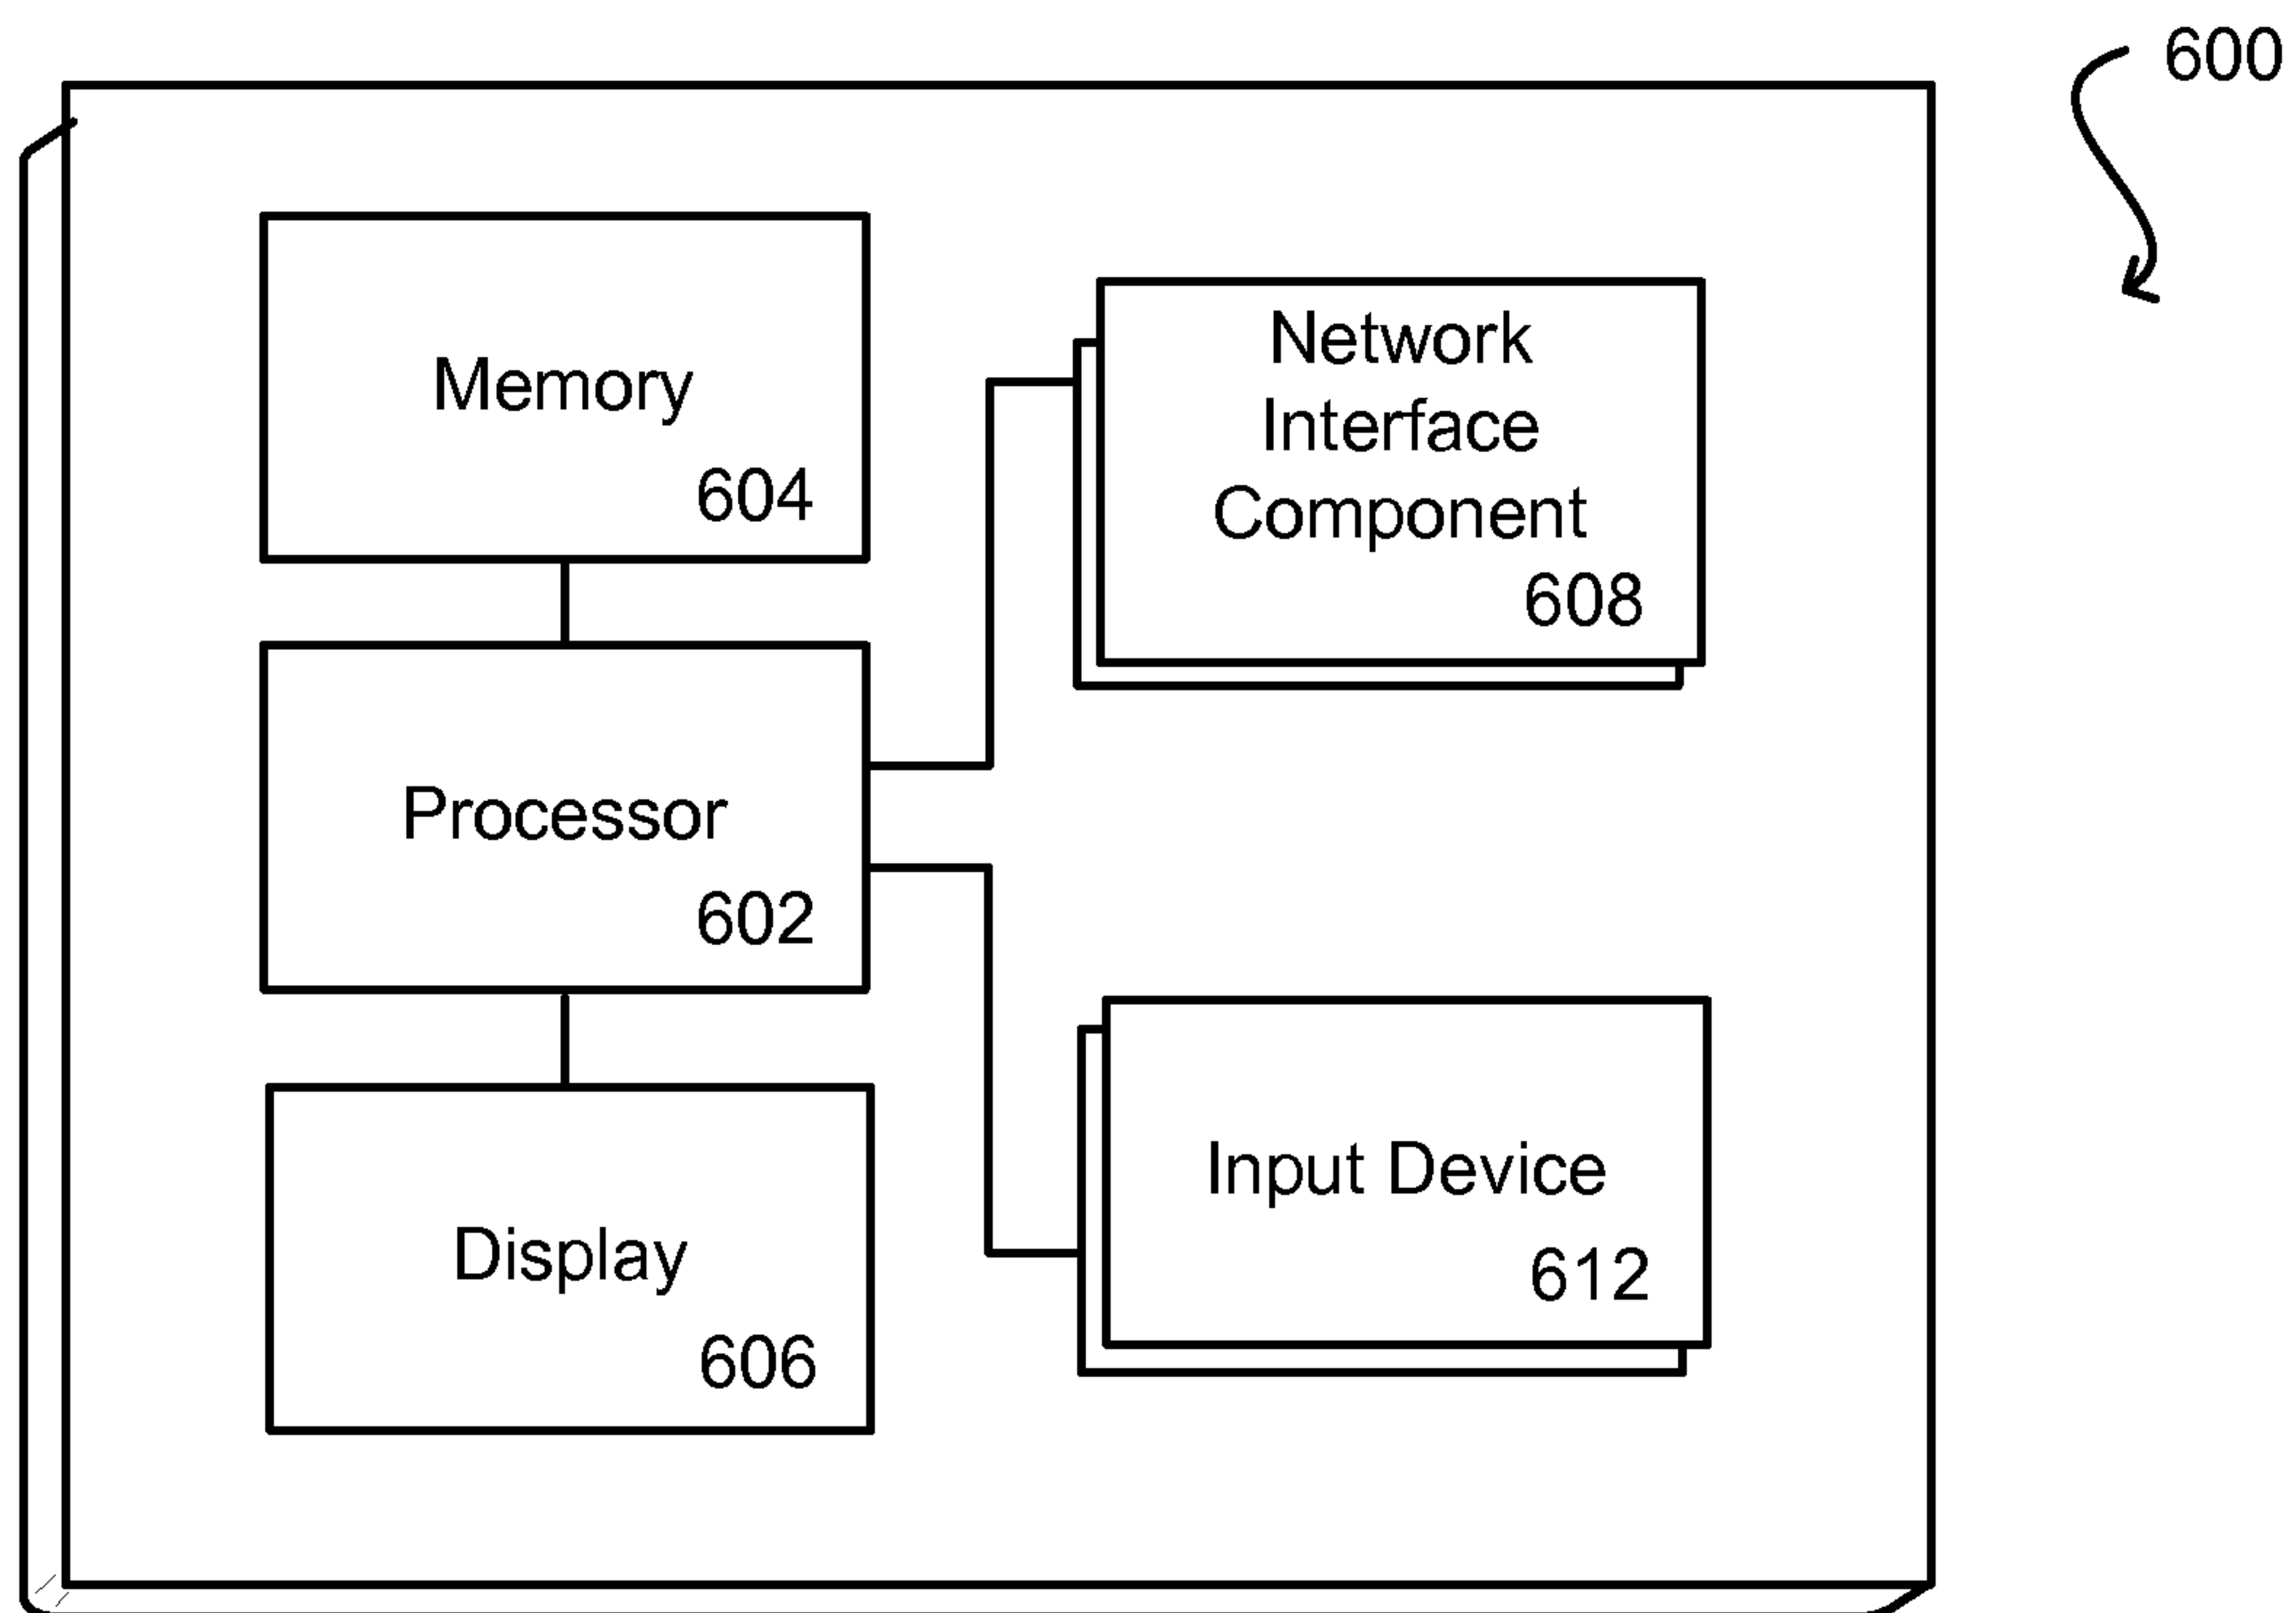 600
Memory
604
Network
Interface
Component
608
Processor
602
Input Device
612
Display
606